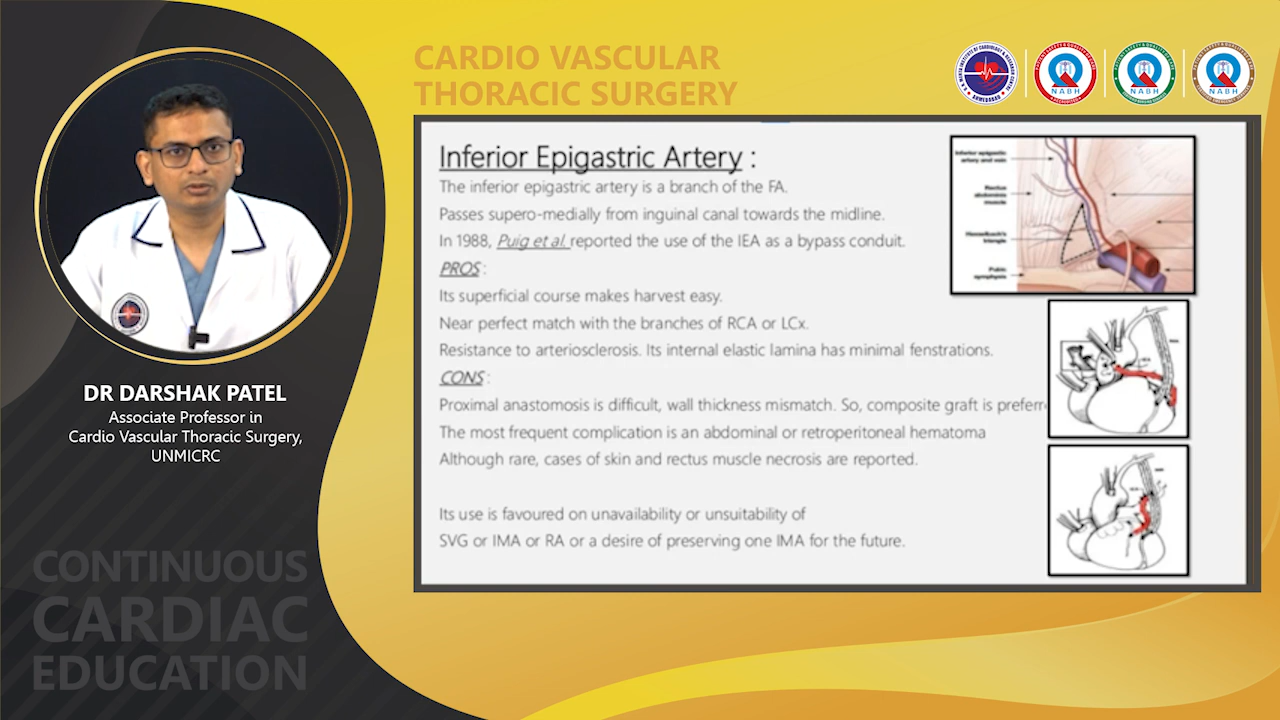 CARDIO VASCULAR
THORACIC SURGERY
NABH
NABH
NABH
Inferior Epigastric Artery :
The inferior epigastric artery is a branch of the FA.
Passes supero-medially from inguinal canal towards the midline.
In 1988, Puig et al. reported the use of the IEA as a bypass conduit.
PROS :
Its superficial course makes harvest easy.
Near perfect match with the branches of RCA or LCx.
Resistance to arteriosclerosis. Its internal elastic lamina has minimal fenstrations.
CONS :
Proximal anastomosis is difficult, wall thickness mismatch. So, composite graft is preferr
The most frequent complication is an abdominal or retroperitoneal hematoma
Although rare, cases of skin and rectus muscle necrosis are reported.
Its use is favoured on unavailability or unsuitability of
SVG or IMA or RA or a desire of preserving one IMA for the future.
Inferior epigastric
artery and vein
Rectus
abdominis
muscle
Hesselbach's
triangle
Pubic
symphysis
DR DARSHAK PATEL
Associate Professor in
Cardio Vascular Thoracic Surgery,
UNMICRC
CONTINUOUS
CARDIAC
EDUCATION